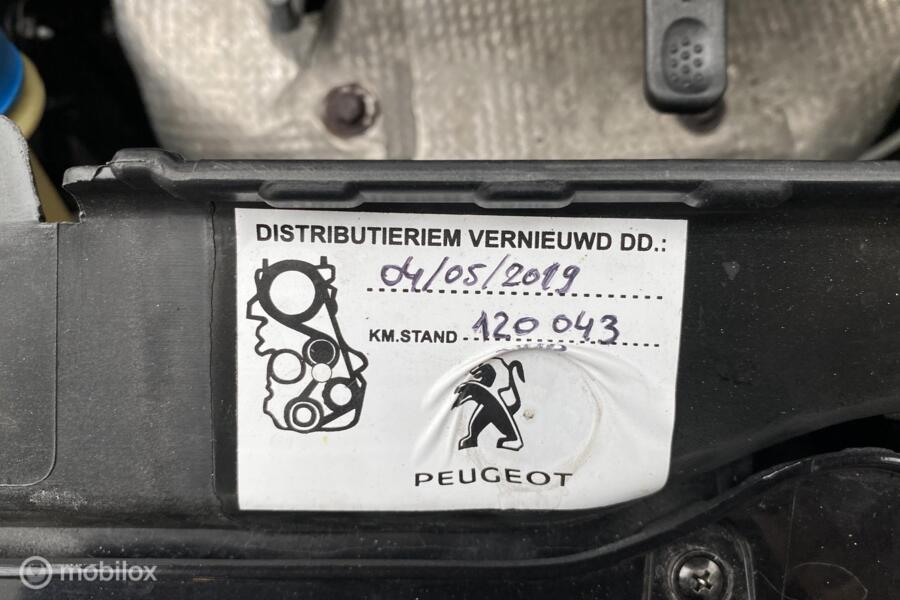 DISTRIBUTIERIEM VERNIEUWD DD.:
04/05/2019
KM.STAND 120 043
PEUGEOT
mobilox